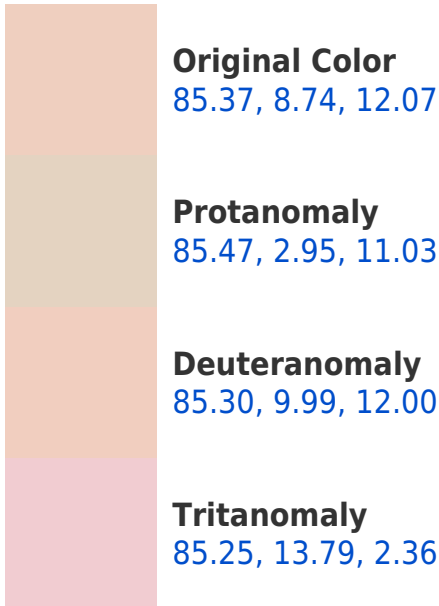 Original Color
85.37, 8.74, 12.07
Protanomaly
85.47, 2.95, 11.03
Deuteranomaly
85.30, 9.99, 12.00
Tritanomaly
85.25, 13.79, 2.36